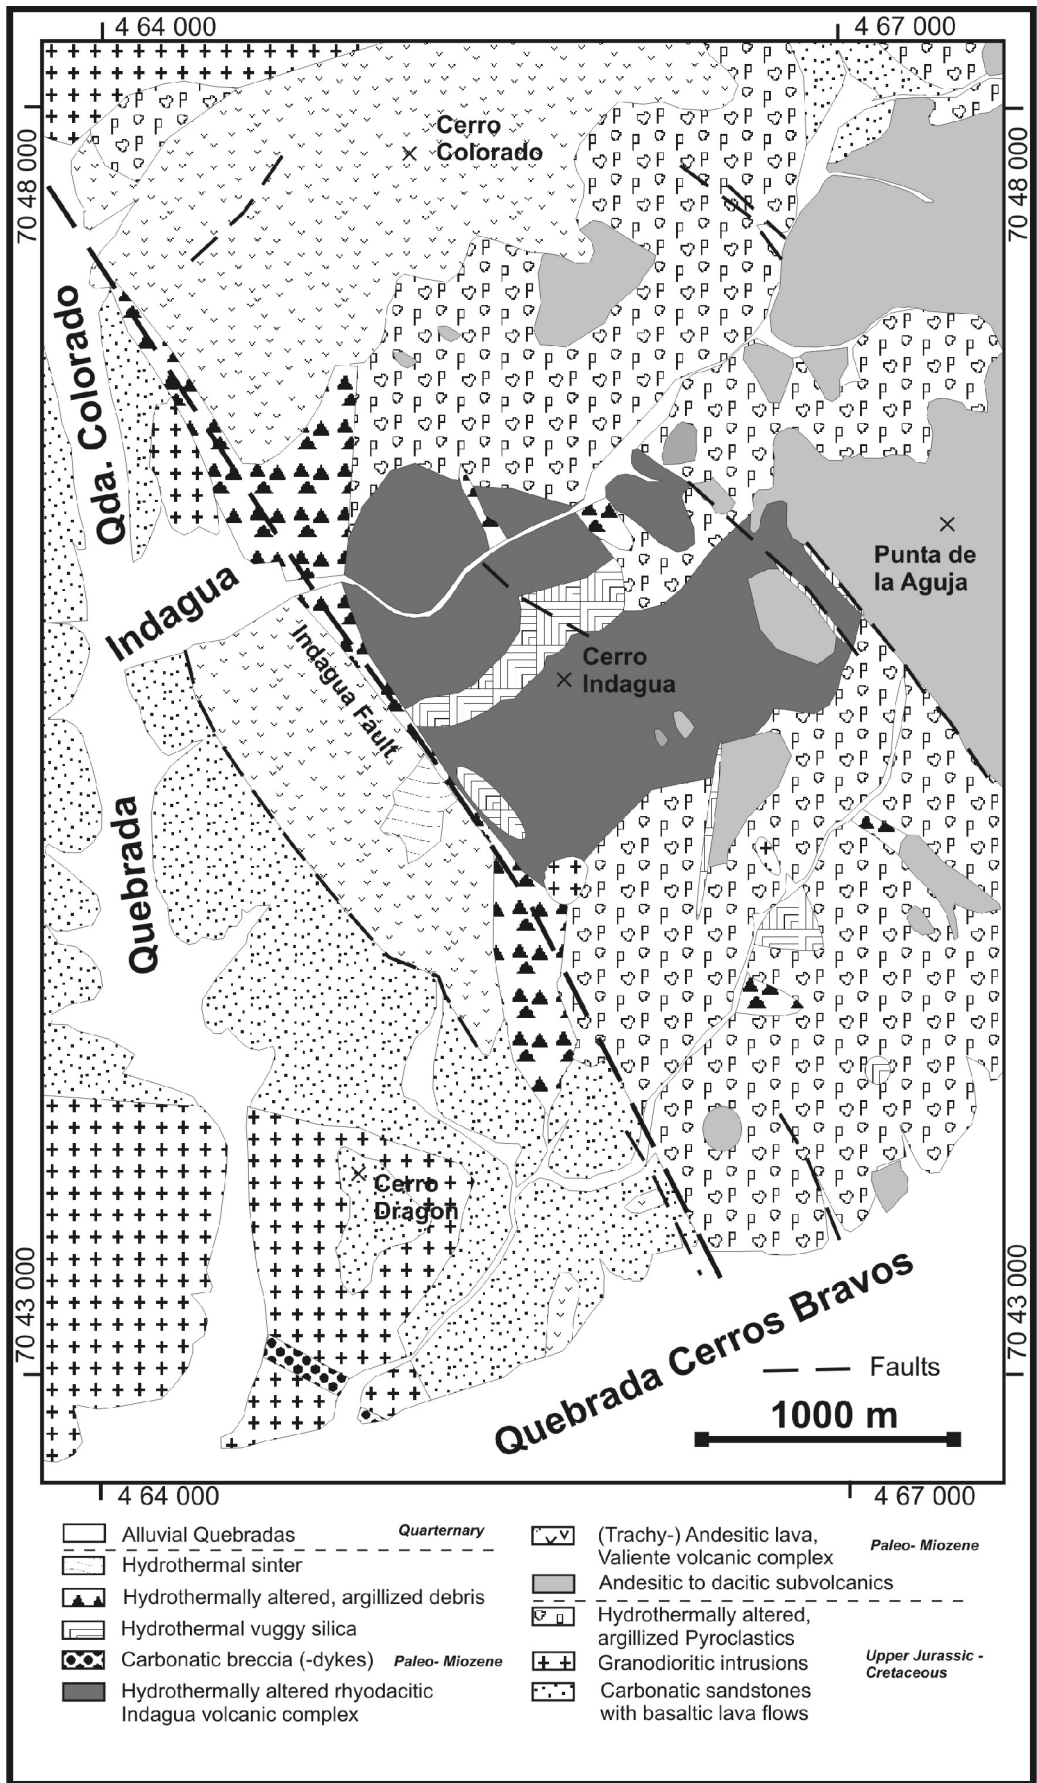 4 64 000
4 67 000
70 48 000
70 48 000
Cerro
Colorado
Qda. Colorado
Punta de
la Aguja
Indagua
Indagua Fault
Cerro
Indagua
Quebrada
Cerro
Dragon
70 43 000
70 43 000
Quebrada Cerros Bravos
Faults
1000 m
4 64 000
4 67 000
Alluvial Quebradas
Quarternary
Hydrothermal sinter
Hydrothermally altered, argillized debris
Hydrothermal vuggy silica
Carbonatic breccia (-dykes)
Paleo- Miozene
Hydrothermally altered rhyodacitic
Indagua volcanic complex
(Trachy-) Andesitic lava,
Valiente volcanic complex
Paleo- Miozene
Andesitic to dacitic subvolcanics
Hydrothermally altered,
argillized Pyroclastics
Granodioritic intrusions
Upper Jurassic -
Cretaceous
Carbonatic sandstones
with basaltic lava flows